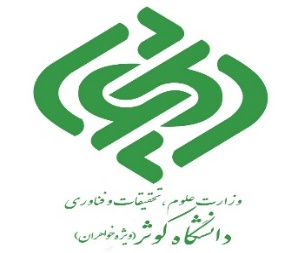 وزارت علوم، تحقیقات و فناوری
دانشگاه کوثر (ویژه خواهران)